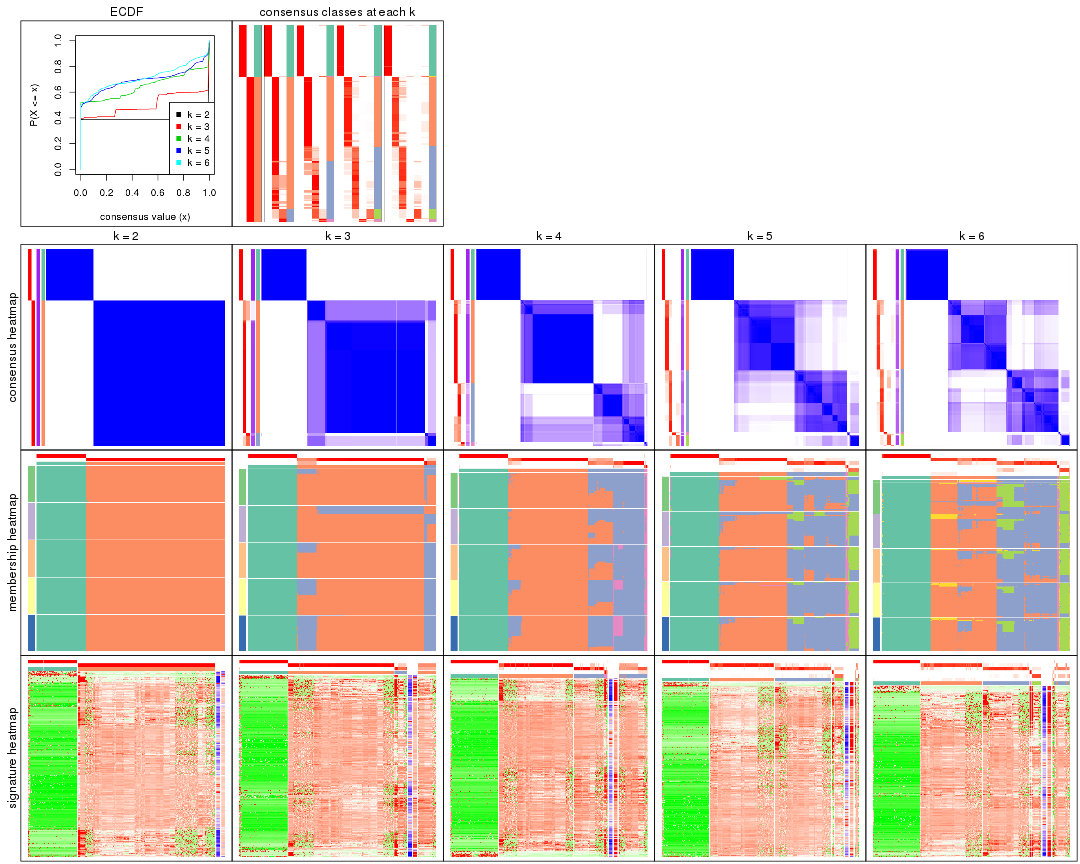 ECDF
consensus classes at each k
P(X <= x)
0.0 0.2 0.4 0.6 0.8 1.0
k = 2
k = 3
k = 4
k = 5
k = 6
0.0 0.2 0.4 0.6 0.8 1.0
consensus value (x)
k = 2 k = 3 k = 4 k = 5 k = 6
consensus heatmap
membership heatmap
signature heatmap